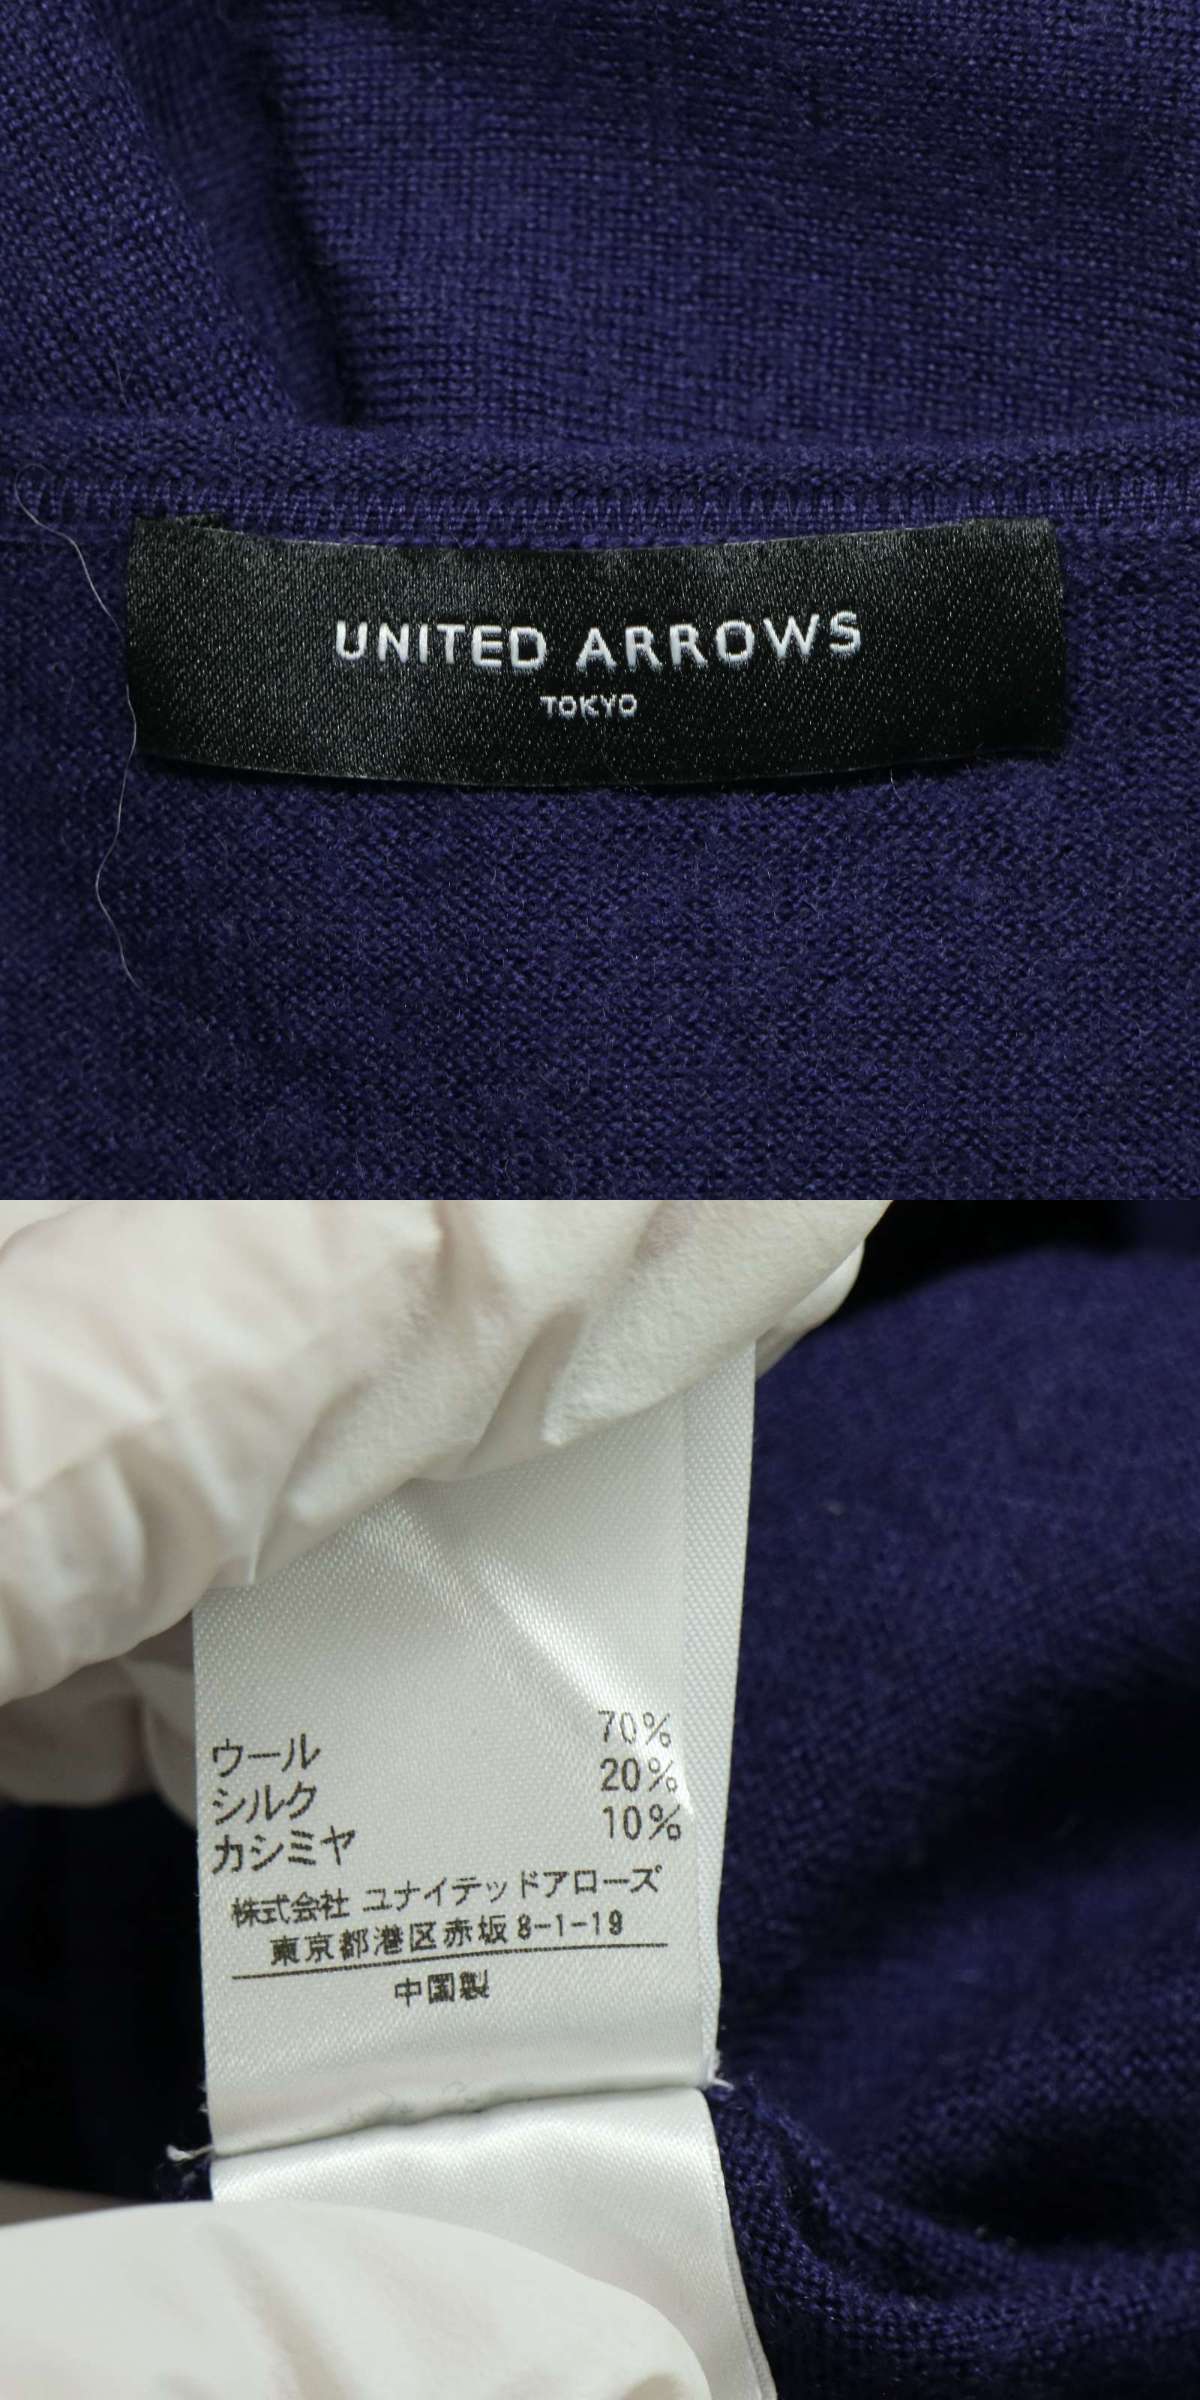 UNITED ARROWS
TOKYO
ウール 70%
シルク 20%
カシミヤ 10%
株式会社 ユナイテッドアローズ
東京都港区赤坂8-1-19
中国製